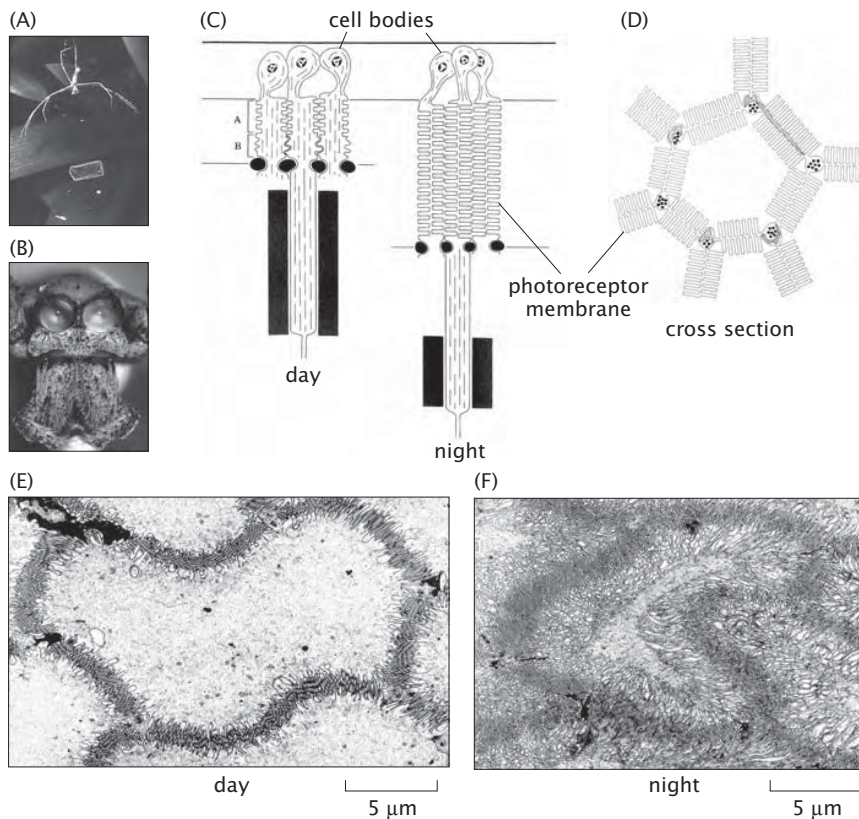 (A)
(C)
cell bodies
(D)
A
B
(B)
photoreceptor
membrane
cross section
day
night
(E)
(F)
day
5 μm
night
5 μm